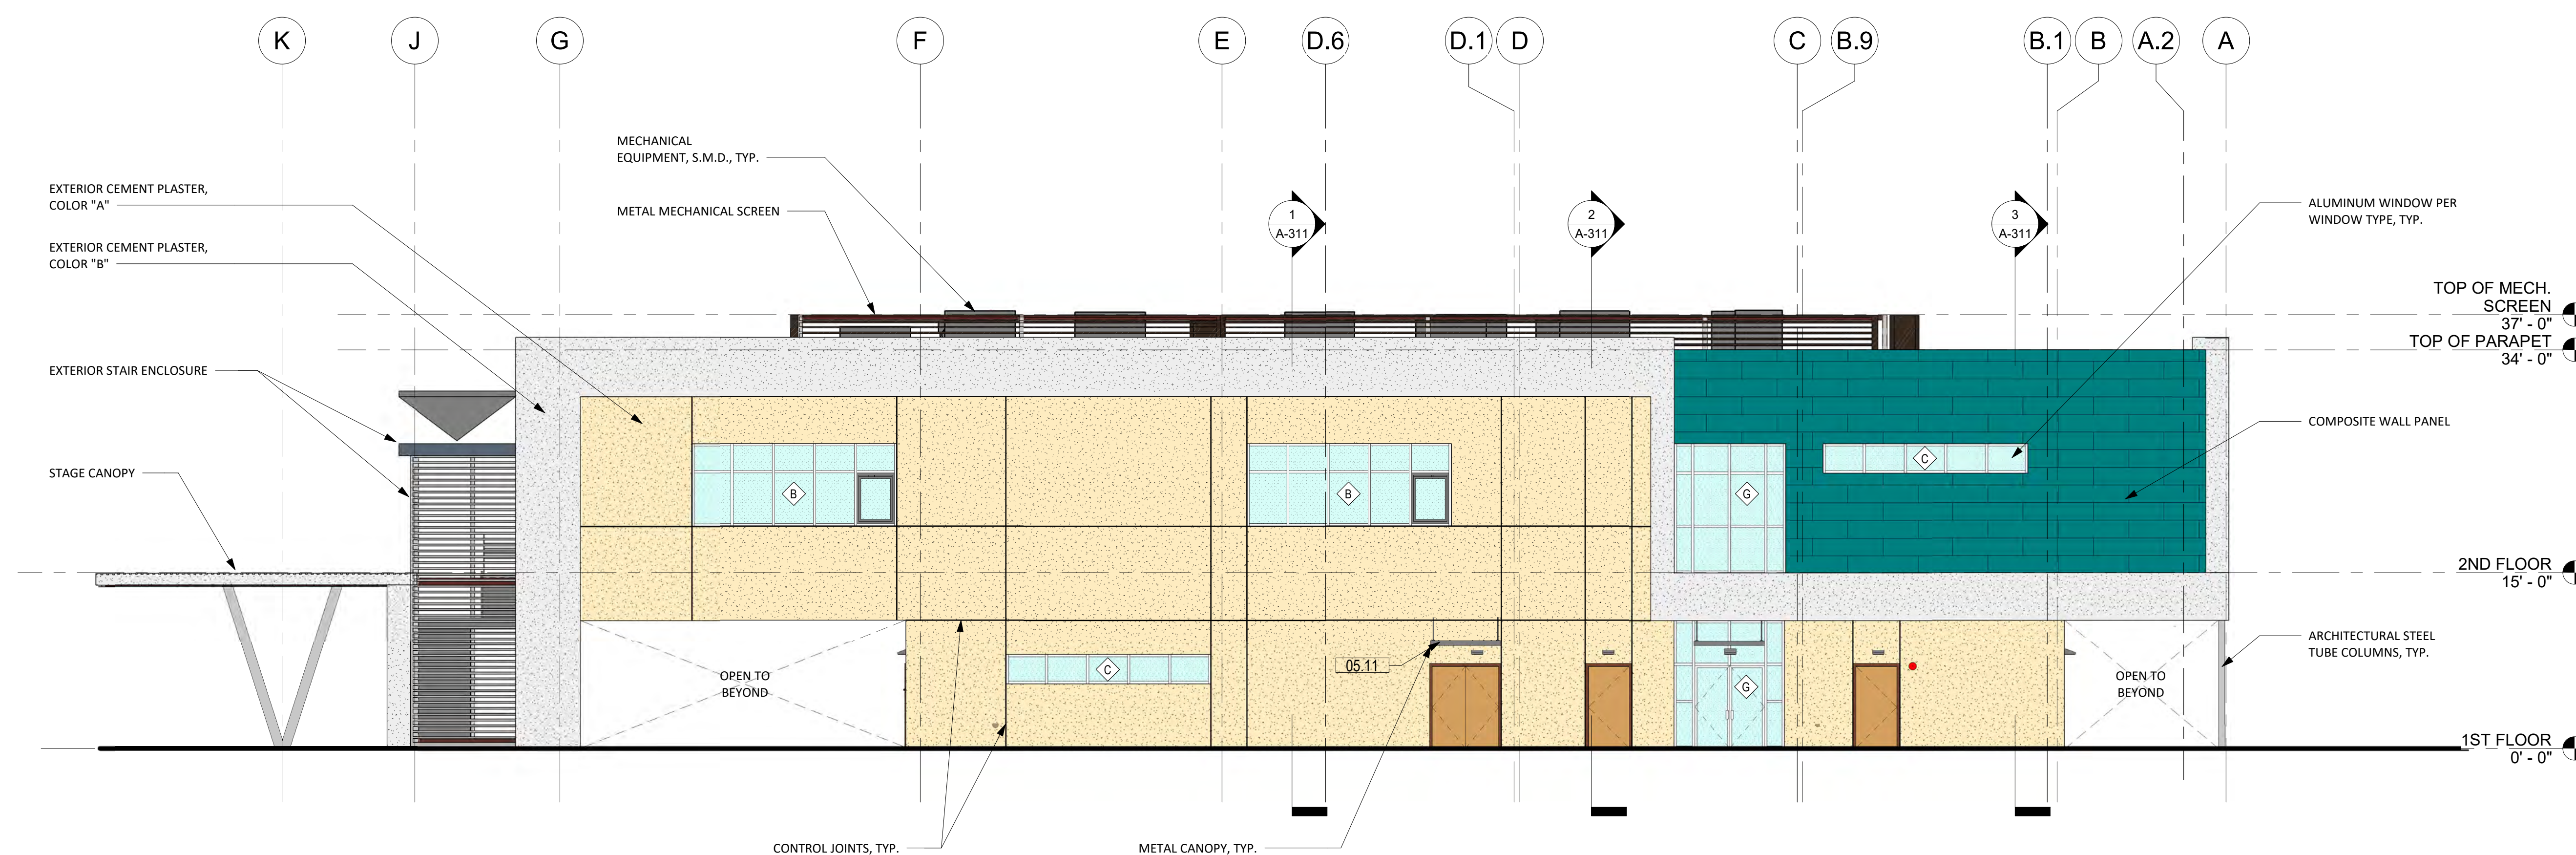 K
J
G
F
E
D.6
D.1
D
C
B.9
B.1
B
A.2
A
MECHANICAL
EQUIPMENT, S.M.D., TYP.
EXTERIOR CEMENT PLASTER,
COLOR "A"
METAL MECHANICAL SCREEN
EXTERIOR CEMENT PLASTER,
COLOR "B"
1
A-311
2
A-311
3
A-311
ALUMINUM WINDOW PER
WINDOW TYPE, TYP.
TOP OF MECH.
SCREEN
37' - 0"
TOP OF PARAPET
34' - 0"
EXTERIOR STAIR ENCLOSURE
COMPOSITE WALL PANEL
STAGE CANOPY
B
B
G
C
2ND FLOOR
15' - 0"
ARCHITECTURAL STEEL
TUBE COLUMNS, TYP.
OPEN TO
BEYOND
C
05.11
G
OPEN TO
BEYOND
1ST FLOOR
0' - 0"
CONTROL JOINTS, TYP.
METAL CANOPY, TYP.